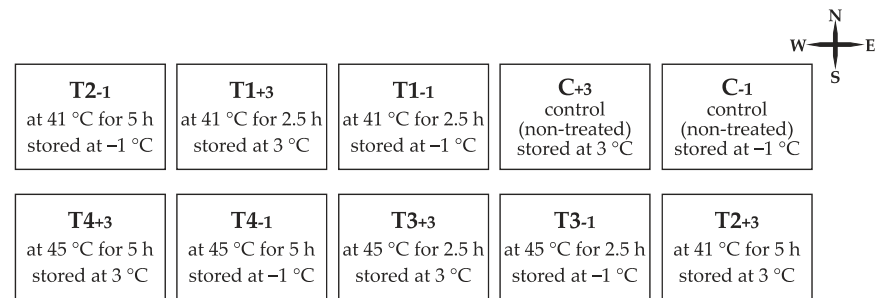 N
W E
S
T2-1
at 41 °C for 5 h
stored at –1 °C
T1+3
at 41 °C for 2.5 h
stored at 3 °C
T1-1
at 41 °C for 2.5 h
stored at –1 °C
C+3
control
(non-treated)
stored at 3 °C
C-1
control
(non-treated)
stored at –1 °C
T4+3
at 45 °C for 5 h
stored at 3 °C
T4-1
at 45 °C for 5 h
stored at –1 °C
T3+3
at 45 °C for 2.5 h
stored at 3 °C
T3-1
at 45 °C for 2.5 h
stored at –1 °C
T2+3
at 41 °C for 5 h
stored at 3 °C